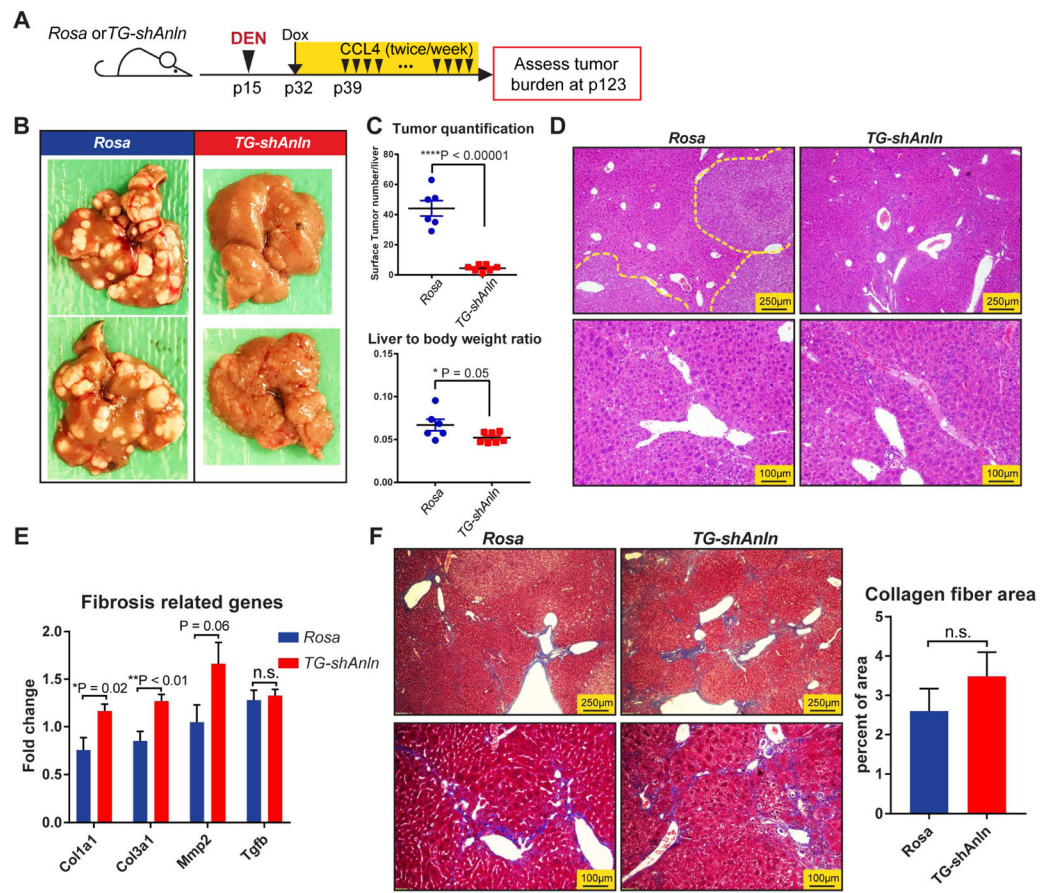 A
Rosa or TG-shAnln
DEN
Dox
CCL4 (twice/week)
...
p15
p32
p39
Assess tumor
burden at p123
B
Rosa
TG-shAnln
C
Tumor quantification
****P < 0.00001
Surface Tumor number/liver
80
60
40
20
0
Rosa
TG-shAnln
Liver to body weight ratio
* P = 0.05
0.15
0.10
0.05
0.00
Rosa
TG-shAnln
D
Rosa
TG-shAnln
250µm
250µm
100µm
100µm
E
Fibrosis related genes
Rosa
TG-shAnln
Fold change
2.0
1.5
1.0
0.5
0.0
*P = 0.02
**P < 0.01
P = 0.06
n.s.
Col1a1
Col3a1
Mmp2
Tgfb
F
Rosa
TG-shAnln
250µm
250µm
100µm
100µm
Collagen fiber area
n.s.
percent of area
5
4
3
2
1
0
Rosa
TG-shAnln